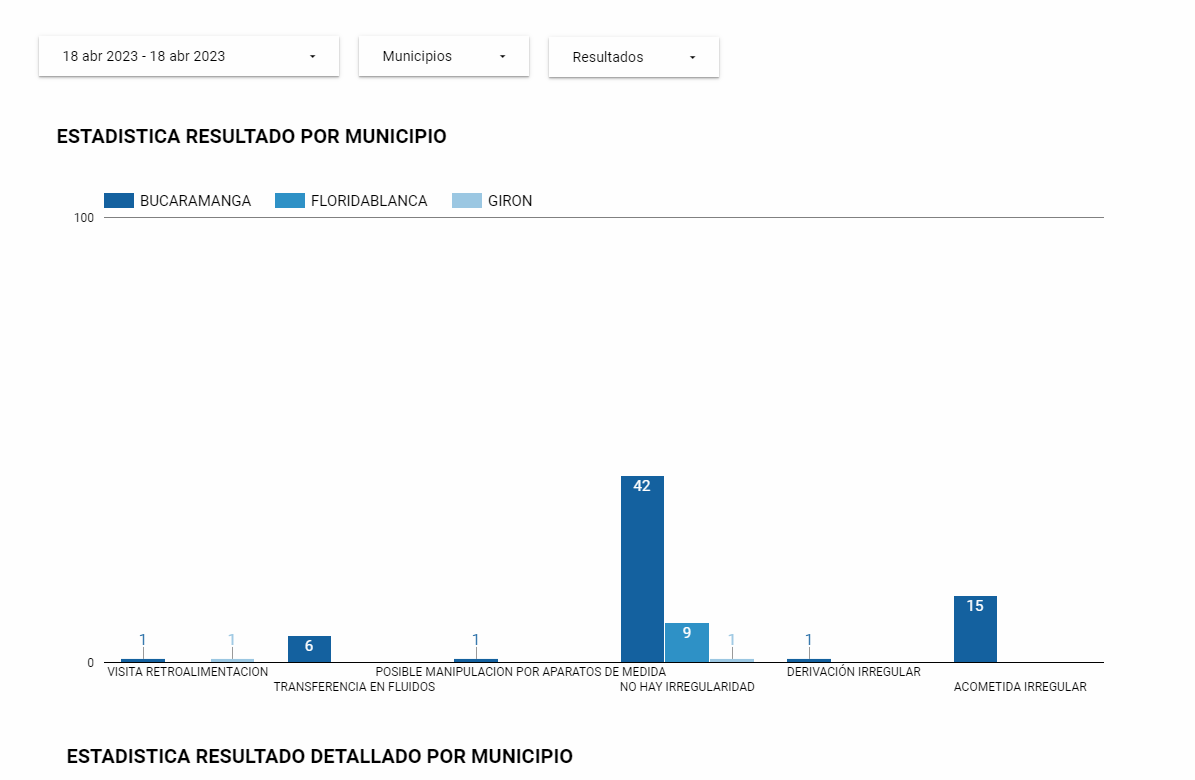 18 abr 2023 - 18 abr 2023 Municipios Resultados
ESTADISTICA RESULTADO POR MUNICIPIO
BUCARAMANGA FLORIDABLANCA GIRON
100
42
15
1 1 6 1 9 1 1
0
VISITA RETROALIMENTACION POSIBLE MANIPULACION POR APARATOS DE MEDIDA DERIVACIÓN IRREGULAR
TRANSFERENCIA EN FLUIDOS NO HAY IRREGULARIDAD ACOMETIDA IRREGULAR
ESTADISTICA RESULTADO DETALLADO POR MUNICIPIO